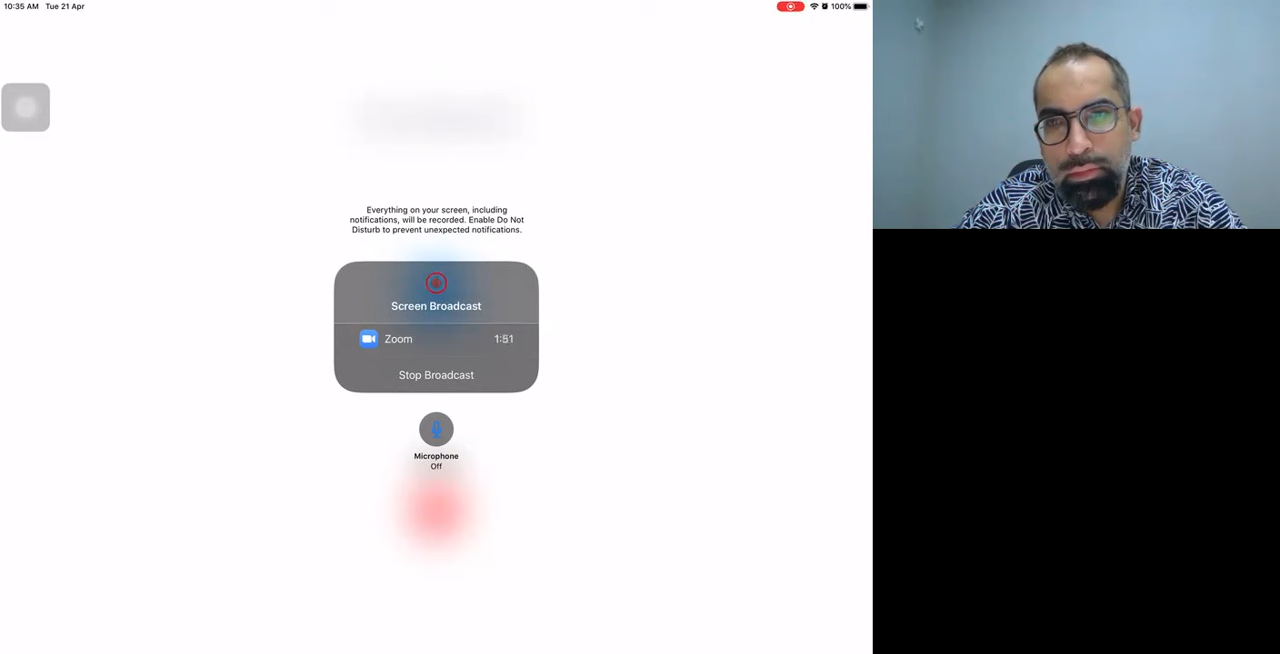 10:35 AM Tue 21 Apr
100%
Everything on your screen, including
notifications, will be recorded. Enable Do Not
Disturb to prevent unexpected notifications.
Screen Broadcast
Zoom 1:51
Stop Broadcast
Microphone
Off